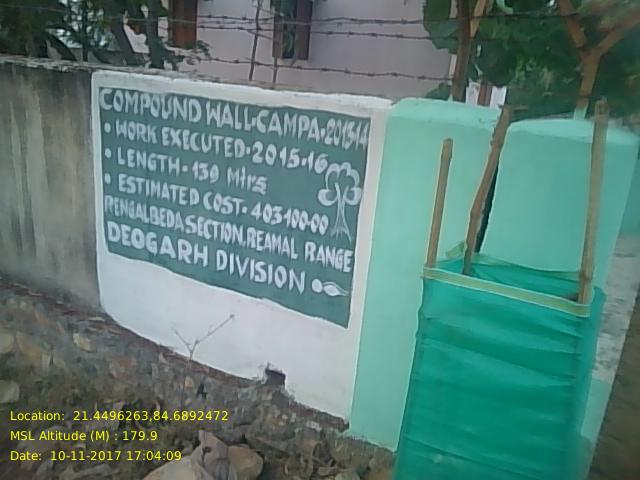 COMPOUND WALL-CAMPA-2013-14
• WORK EXECUTED-2015-16
• LENGTH - 139 Mtrs
• ESTIMATED COST- 403100-00
RENGALBEDA SECTION, REAMAL RANGE
DEOGARH DIVISION
Location: 21.4496263,84.6892472
MSL Altitude (M) : 179.9
Date: 10-11-2017 17:04:09